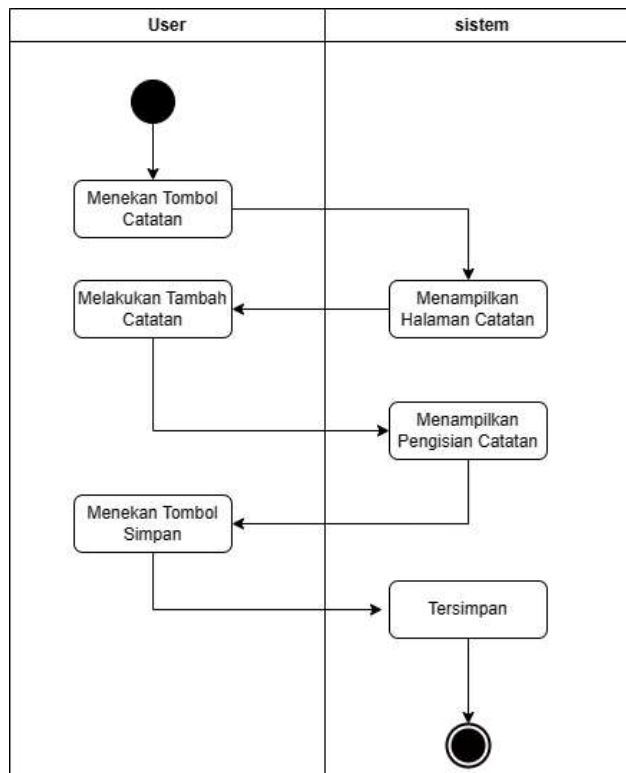 User
sistem
Menekan Tombol
Catatan
Melakukan Tambah
Catatan
Menampilkan
Halaman Catatan
Menampilkan
Pengisian Catatan
Menekan Tombol
Simpan
Tersimpan